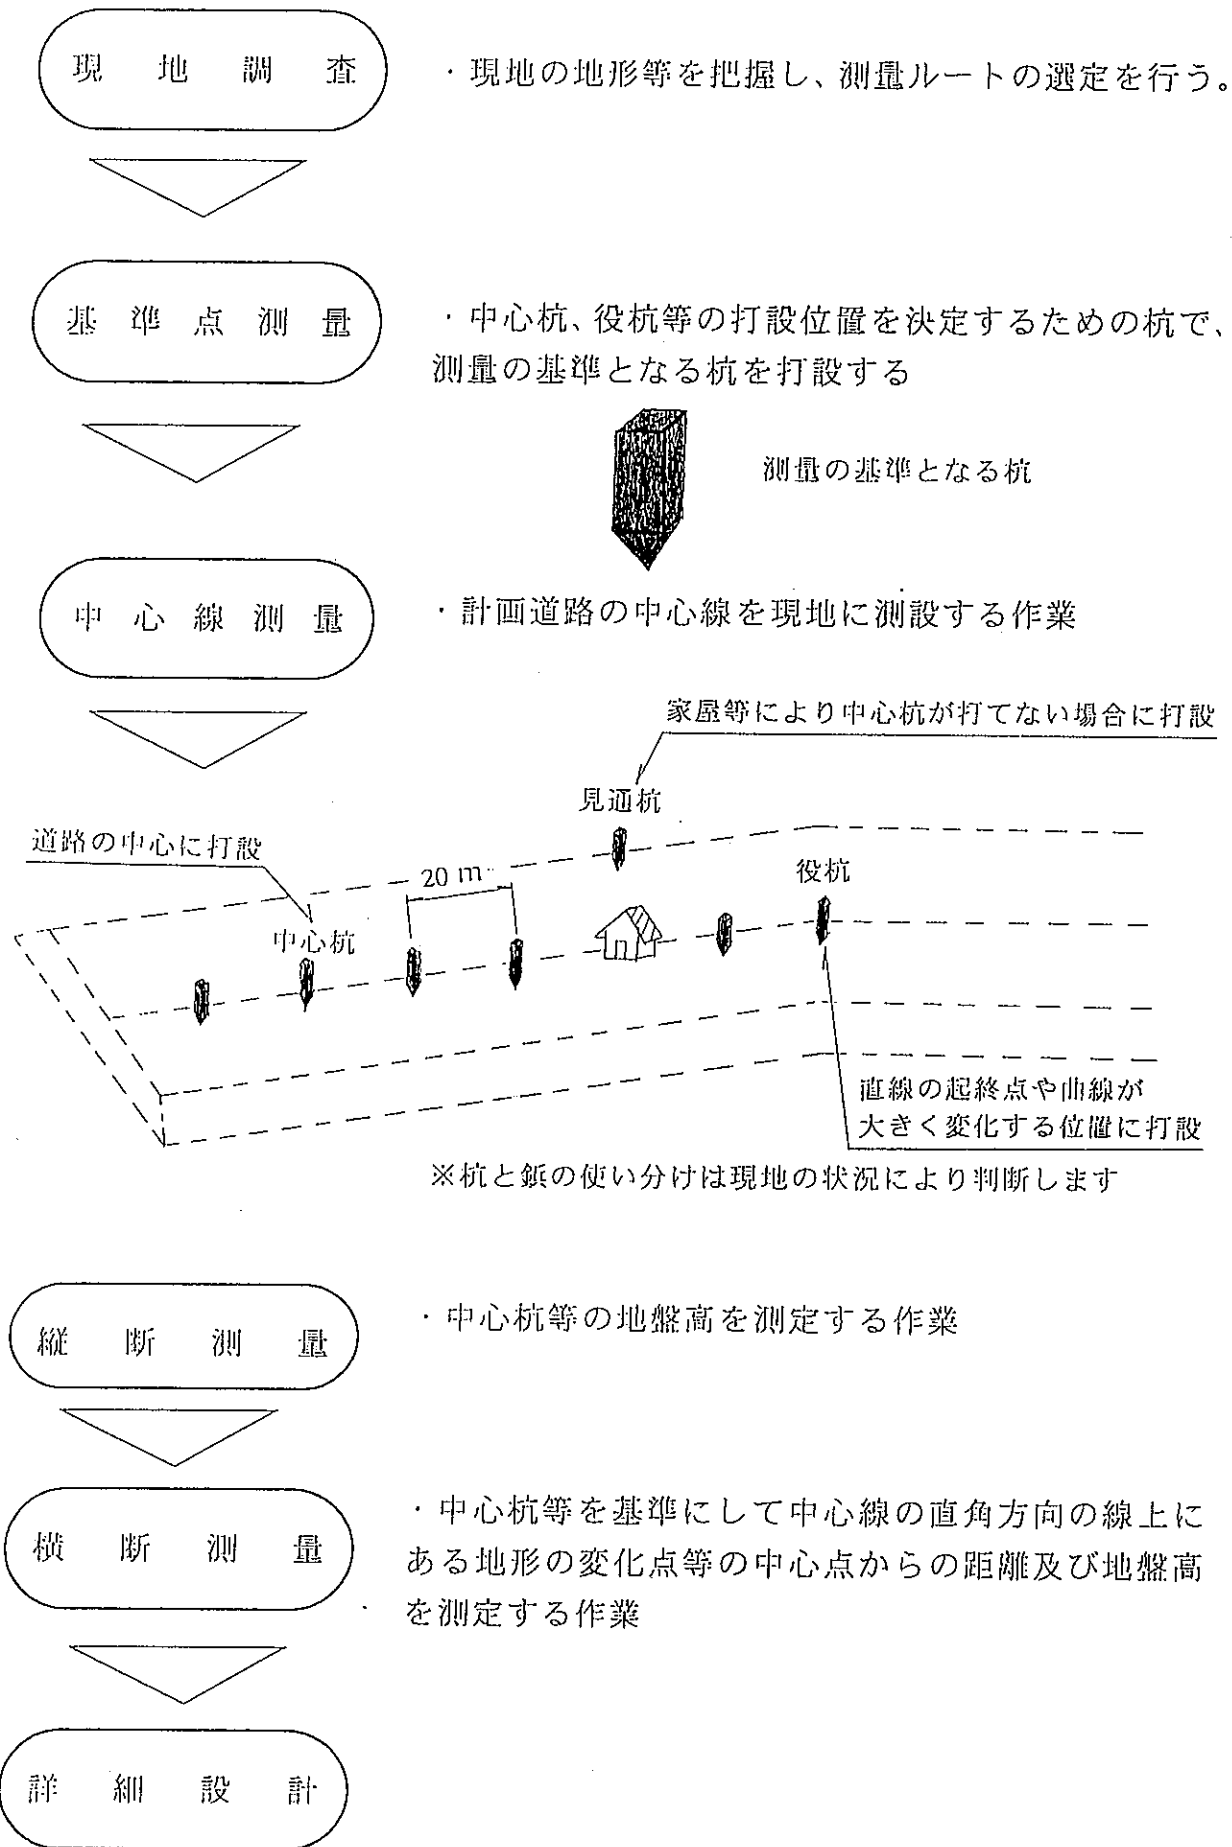 現地調査
・現地の地形等を把握し、測量ルートの選定を行う。
基準点測量
・中心杭、役杭等の打設位置を決定するための杭で、
測量の基準となる杭を打設する
測量の基準となる杭
中心線測量
・計画道路の中心線を現地に測設する作業
家屋等により中心杭が打てない場合に打設
見通杭
道路の中心に打設
20 m
役杭
中心杭
直線の起終点や曲線が
大きく変化する位置に打設
※杭と鋲の使い分けは現地の状況により判断します
縦断測量
・中心杭等の地盤高を測定する作業
横断測量
・中心杭等を基準にして中心線の直角方向の線上に
ある地形の変化点等の中心点からの距離及び地盤高
を測定する作業
詳細設計